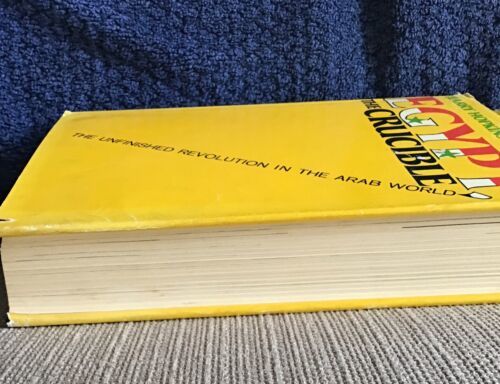 EGYPT
THE CRUCIBLE
THE UNFINISHED REVOLUTION IN THE ARAB WORLD